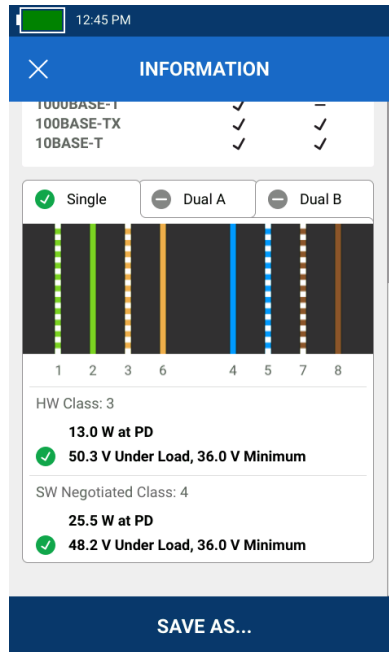 12:45 PM
INFORMATION
1000BASE-T
100BASE-TX
10BASE-T
Single Dual A Dual B
1 2 3 6 4 5 7 8
HW Class: 3
13.0 W at PD
50.3 V Under Load, 36.0 V Minimum
SW Negotiated Class: 4
25.5 W at PD
48.2 V Under Load, 36.0 V Minimum
SAVE AS...